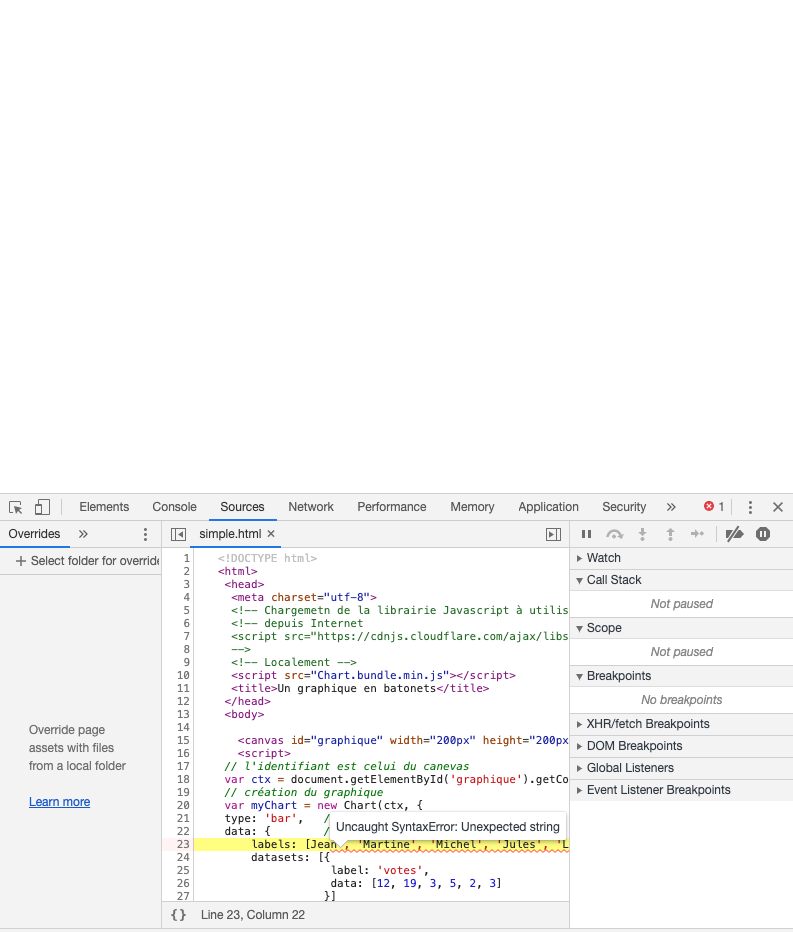 Elements Console Sources Network Performance Memory Application Security » 1
Overrides »
Select folder for override
Override page
assets with files
from a local folder
Learn more
simple.html ×
1 <!DOCTYPE html>
2 <html>
3 <head>
4 <meta charset="utf-8">
5 <!-- Chargemetn de la librairie Javascript à utilis
6 <!-- depuis Internet
7 <script src="https://cdnjs.cloudflare.com/ajax/libs
8 -->
9 <!-- Localement -->
10 <script src="Chart.bundle.min.js"></script>
11 <title>Un graphique en batonets</title>
12 </head>
13 <body>
14
15 <canvas id="graphique" width="200px" height="200px
16 <script>
17 // l'identifiant est celui du canevas
18 var ctx = document.getElementById('graphique').getCo
19 // création du graphique
20 var myChart = new Chart(ctx, {
21 type: 'bar', /
22 data: { /
Uncaught SyntaxError: Unexpected string
23 labels: [Jean', 'Martine', 'Michel', 'Jules', 'L
24 datasets: [{
25 label: 'votes',
26 data: [12, 19, 3, 5, 2, 3]
27 }]
{} Line 23, Column 22
Watch
Call Stack
Not paused
Scope
Not paused
Breakpoints
No breakpoints
XHR/fetch Breakpoints
DOM Breakpoints
Global Listeners
Event Listener Breakpoints